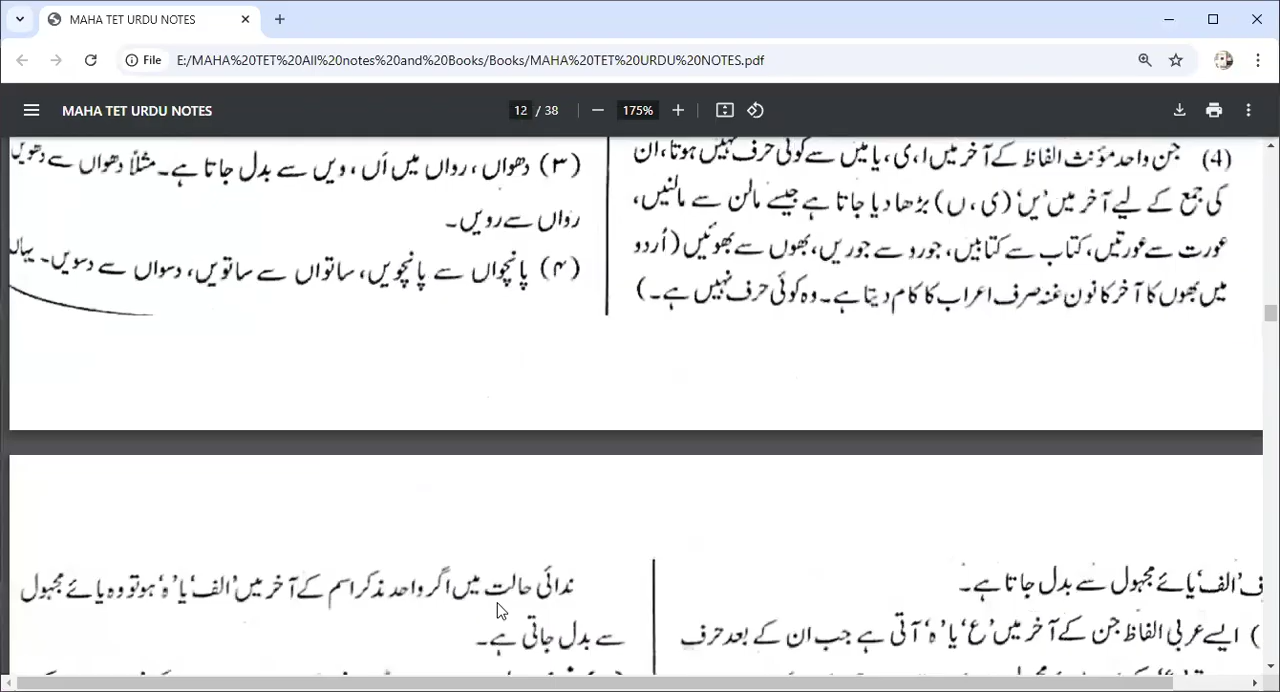 MAHA TET URDU NOTES
File
E:/MAHA%20TET%20All%20notes%20and%20Books/Books/MAHA%20TET%20URDU%20NOTES.pdf
MAHA TET URDU NOTES
12 / 38
175%
(4) جن واحد مؤنث الفاظ کے آخر میں ا، ی، یا میں سے کوئی حرف نہیں ہوتا، ان
کی جمع کے لیے آخر میں 'یں' (ی، ں) بڑھا دیا جاتا ہے جیسے مالن سے مالنیں،
عورت سے عورتیں، کتاب سے کتابیں، جورو سے جوریں، بھوں سے بھوئیں (اُردو
میں بھوں کا آخر کا نون غنہ صرف اعراب کا کام دیتا ہے۔ وہ کوئی حرف نہیں ہے۔)
(۳) دھواں، رواں میں اُں، ویں سے بدل جاتا ہے۔ مثلاً دھواں سے دھویں
رواں سے رویں۔
(۴) پانچواں سے پانچویں، ساتواں سے ساتویں، دسواں سے دسویں۔ یہاں
ف 'الف' یائے مجہول سے بدل جاتا ہے۔
) ایسے عربی الفاظ جن کے آخر میں 'ع' یا 'ہ' آتی ہے جب ان کے بعد حرف
ندائی حالت میں اگر واحد مذکر اسم کے آخر میں 'الف' یا 'ہ' ہو تو وہ یائے مجہول
سے بدل جاتی ہے۔